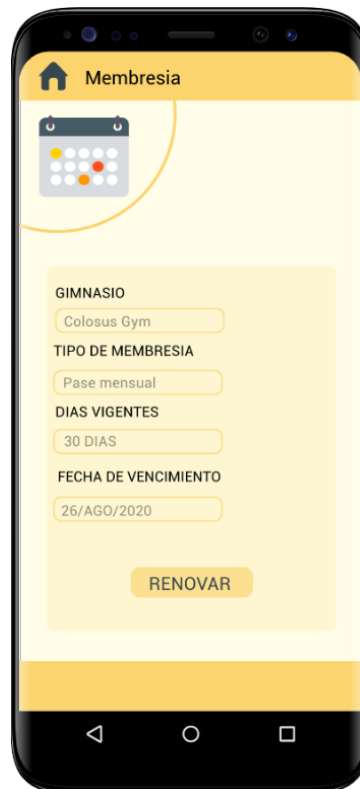 Membresia
GIMNASIO
Colosus Gym
TIPO DE MEMBRESIA
Pase mensual
DIAS VIGENTES
30 DIAS
FECHA DE VENCIMIENTO
26/AGO/2020
RENOVAR